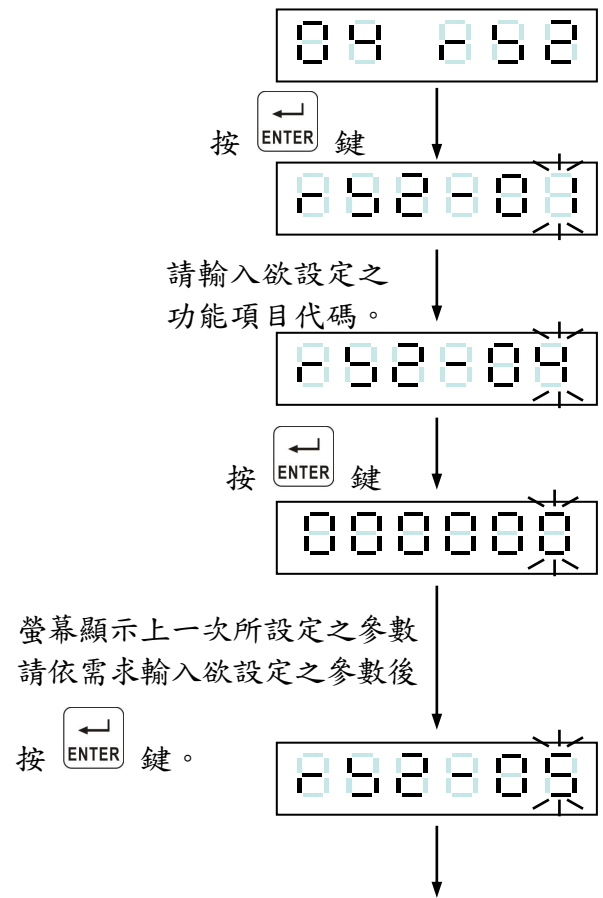 04 rS2
按 ENTER 鍵
rS2-01
請輸入欲設定之
功能項目代碼。
rS2-04
按 ENTER 鍵
000000
螢幕顯示上一次所設定之參數
請依需求輸入欲設定之參數後
按 ENTER 鍵。
rS2-05